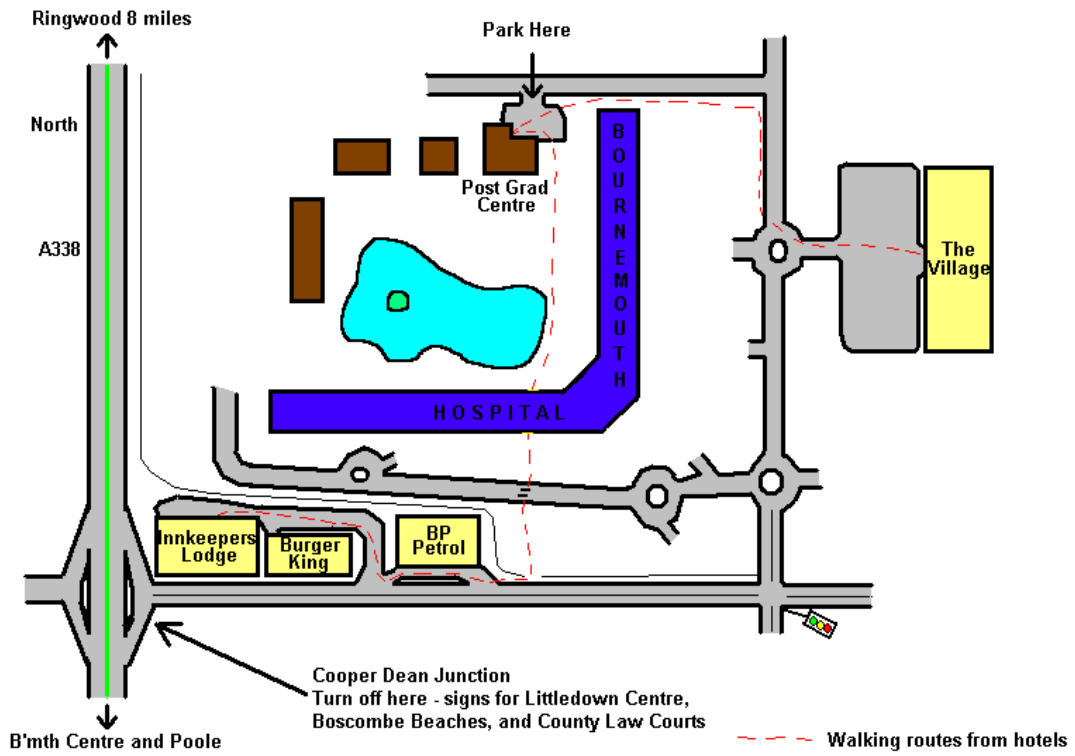 Ringwood 8 miles
Park Here
North
BOURNEMOUTH
Post Grad
Centre
A338
The
Village
HOSPITAL
BP
Petrol
Innkeepers
Lodge
Burger
King
Cooper Dean Junction
Turn off here - signs for Littledown Centre,
Boscombe Beaches, and County Law Courts
B'mth Centre and Poole
Walking routes from hotels